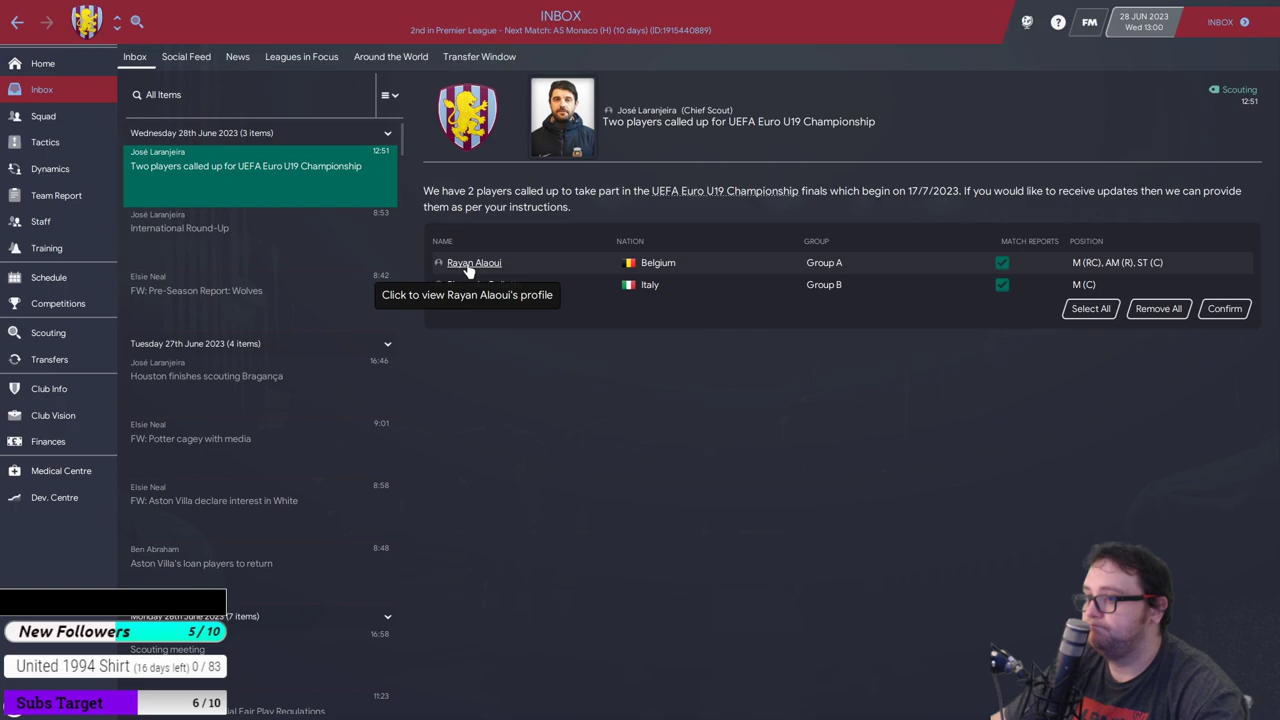 INBOX
2nd in Premier League - Next Match: AS Monaco (H) (10 days) (ID:1915440889)
?
FM
28 JUN 2023
Wed 13:00
INBOX
Home
Inbox
Squad
Tactics
Dynamics
Team Report
Staff
Training
Schedule
Competitions
Scouting
Transfers
Club Info
Club Vision
Finances
Medical Centre
Dev. Centre
Inbox
Social Feed
News
Leagues in Focus
Around the World
Transfer Window
All Items
Wednesday 28th June 2023 (3 items)
José Laranjeira 12:51
Two players called up for UEFA Euro U19 Championship
José Laranjeira 8:53
International Round-Up
Elsie Neal 8:42
FW: Pre-Season Report: Wolves
Tuesday 27th June 2023 (4 items)
José Laranjeira 16:46
Houston finishes scouting Bragança
Elsie Neal 9:01
FW: Potter cagey with media
Elsie Neal 8:58
FW: Aston Villa declare interest in White
Ben Abraham 8:48
Aston Villa's loan players to return
Monday 26th June 2023 (7 items)
16:58
Scouting meeting
11:23
Fair Play Regulations
José Laranjeira (Chief Scout)
Two players called up for UEFA Euro U19 Championship
Scouting
12:51
We have 2 players called up to take part in the UEFA Euro U19 Championship finals which begin on 17/7/2023. If you would like to receive updates then we can provide
them as per your instructions.
NAME NATION GROUP MATCH REPORTS POSITION
Rayan Alaoui Belgium Group A M (RC), AM (R), ST (C)
Italy Group B M (C)
Click to view Rayan Alaoui's profile
Select All
Remove All
Confirm
New Followers 5 / 10
United 1994 Shirt (16 days left) 0 / 83
Subs Target 6 / 10